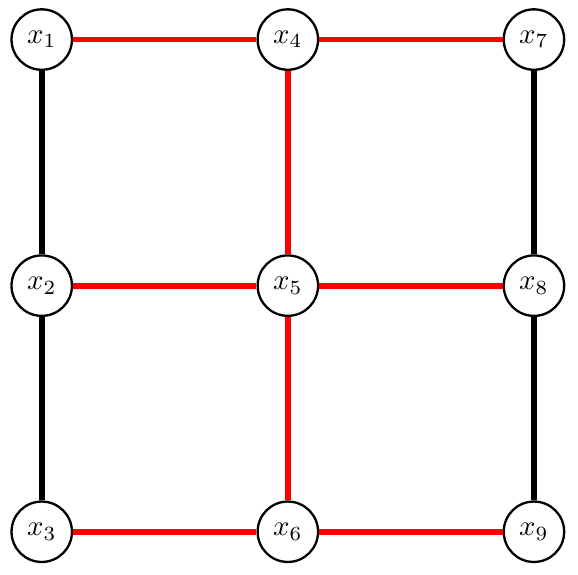 x₁ x₄ x₇
x₂ x₅ x₈
x₃ x₆ x₉